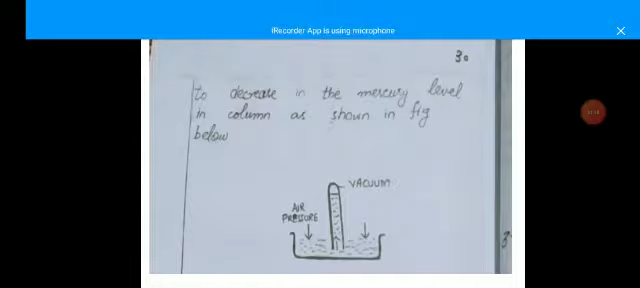 iRecorder App is using microphone
30
to decrease in the mercury level
in column as shown in fig
below
VACUUM
AIR
PRESSURE